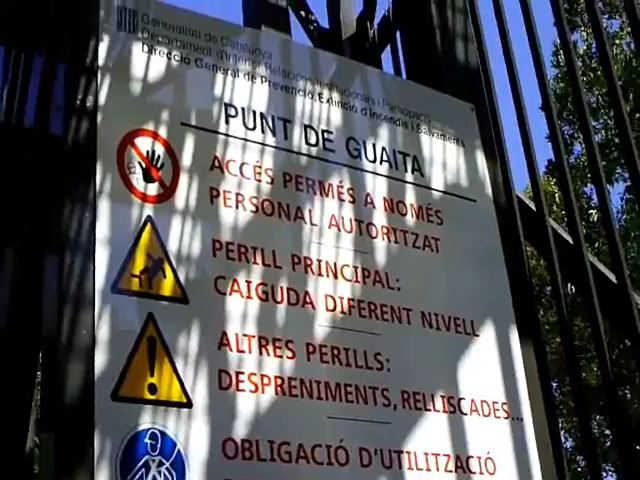 Generalitat de Catalunya
Departament d'Interior Relacions Institucionals i Participació
Direcció General de Prevenció, Extinció d'Incendis i Salvaments
PUNT DE GUAITA
ACCÉS PERMÉS A NOMÉS
PERSONAL AUTORITZAT
PERILL PRINCIPAL:
CAIGUDA DIFERENT NIVELL
ALTRES PERILLS:
DESPRENIMENTS, RELLISCADES...
OBLIGACIÓ D'UTILITZACIÓ